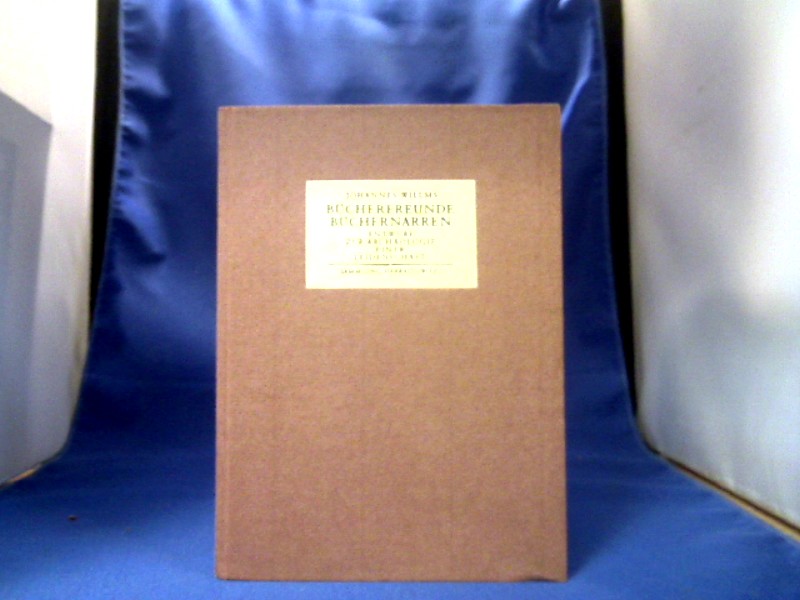 JOHANNES WILLMS
BÜCHERFREUNDE
BÜCHERNARREN
ENTWURF
ZUR ARCHÄOLOGIE
EINER
LEIDENSCHAFT